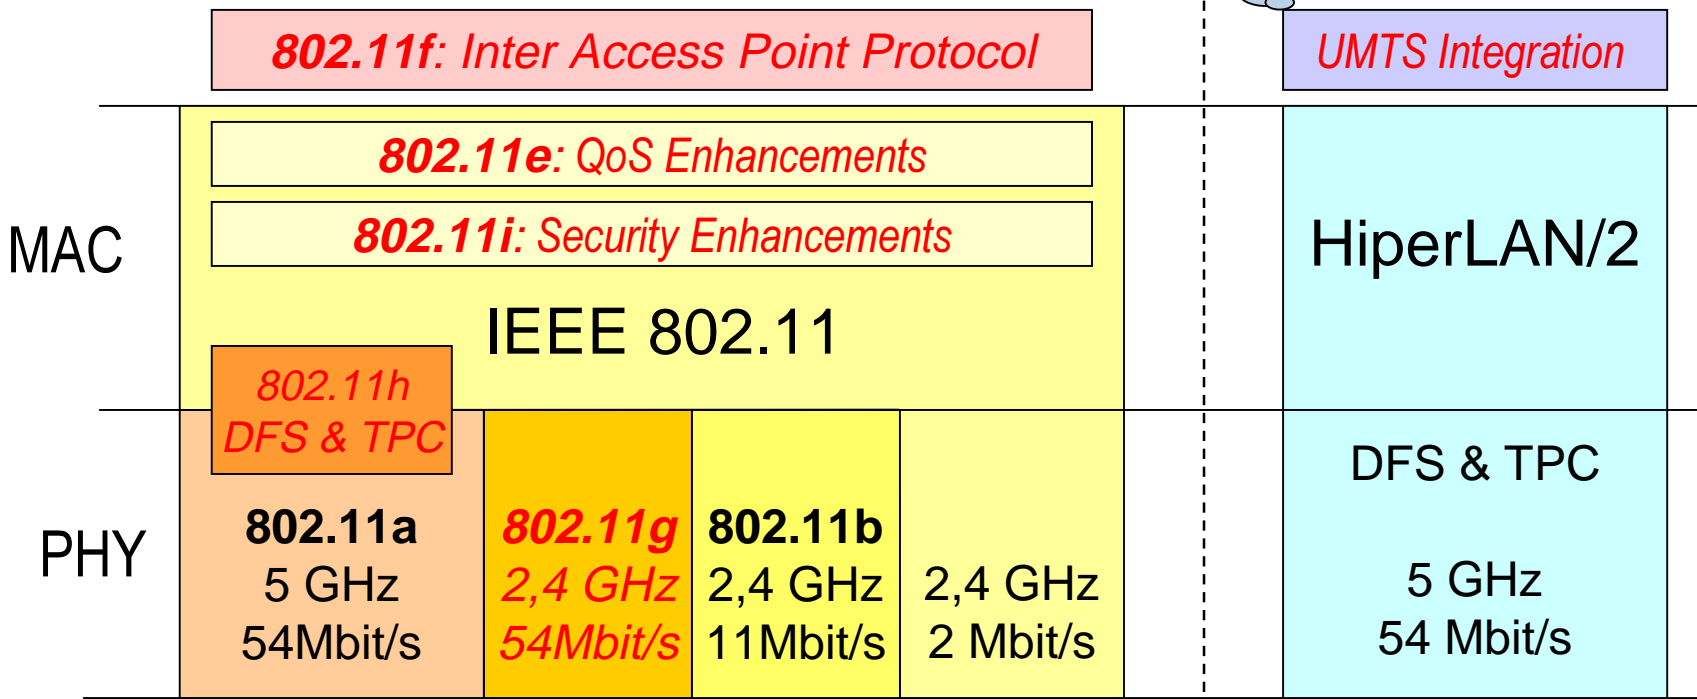 802.11f: Inter Access Point Protocol
UMTS Integration
MAC
802.11e: QoS Enhancements
802.11i: Security Enhancements
IEEE 802.11
HiperLAN/2
802.11h
DFS & TPC
PHY
802.11a
5 GHz
54Mbit/s
802.11g
2,4 GHz
54Mbit/s
802.11b
2,4 GHz
11Mbit/s
2,4 GHz
2 Mbit/s
DFS & TPC
5 GHz
54 Mbit/s